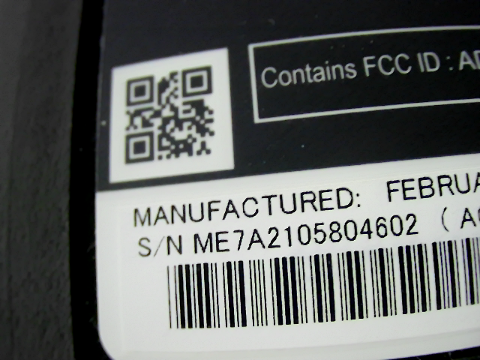 Contains FCC ID :
MANUFACTURED:
S/N ME7A2105804602 (